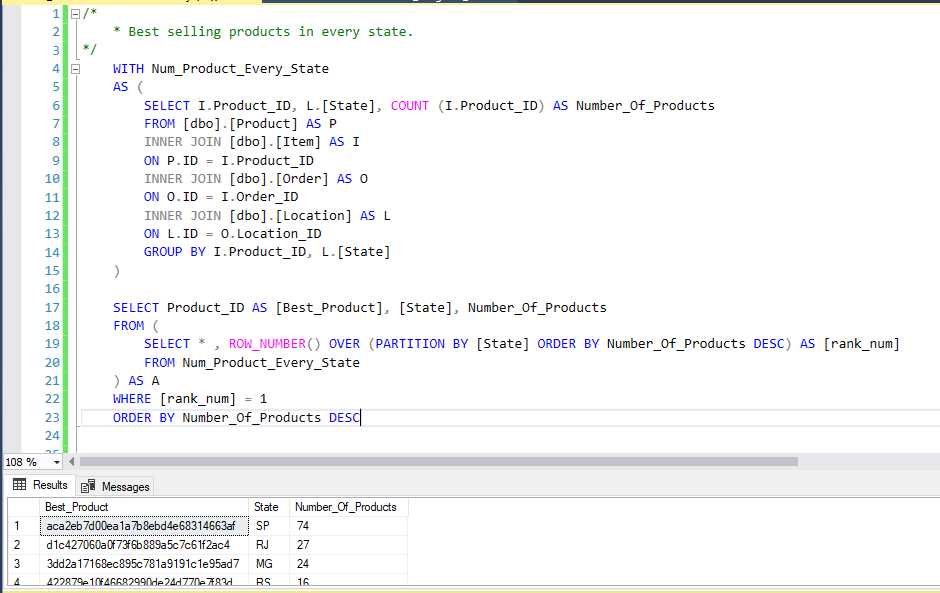 1 /*
2 * Best selling products in every state.
3 */
4 WITH Num_Product_Every_State
5 AS (
6 SELECT I.Product_ID, L.[State], COUNT (I.Product_ID) AS Number_Of_Products
7 FROM [dbo].[Product] AS P
8 INNER JOIN [dbo].[Item] AS I
9 ON P.ID = I.Product_ID
10 INNER JOIN [dbo].[Order] AS O
11 ON O.ID = I.Order_ID
12 INNER JOIN [dbo].[Location] AS L
13 ON L.ID = O.Location_ID
14 GROUP BY I.Product_ID, L.[State]
15 )
16
17 SELECT Product_ID AS [Best_Product], [State], Number_Of_Products
18 FROM (
19 SELECT * , ROW_NUMBER() OVER (PARTITION BY [State] ORDER BY Number_Of_Products DESC) AS [rank_num]
20 FROM Num_Product_Every_State
21 ) AS A
22 WHERE [rank_num] = 1
23 ORDER BY Number_Of_Products DESC
24
108 %
Results Messages
Best_Product State Number_Of_Products
1 aca2eb7d00ea1a7b8ebd4e68314663af SP 74
2 d1c427060a0f73f6b889a5c7c61f2ac4 RJ 27
3 3dd2a17168ec895c781a9191c1e95ad7 MG 24
4 422879e10f46682990de24d770e7f83d RS 16